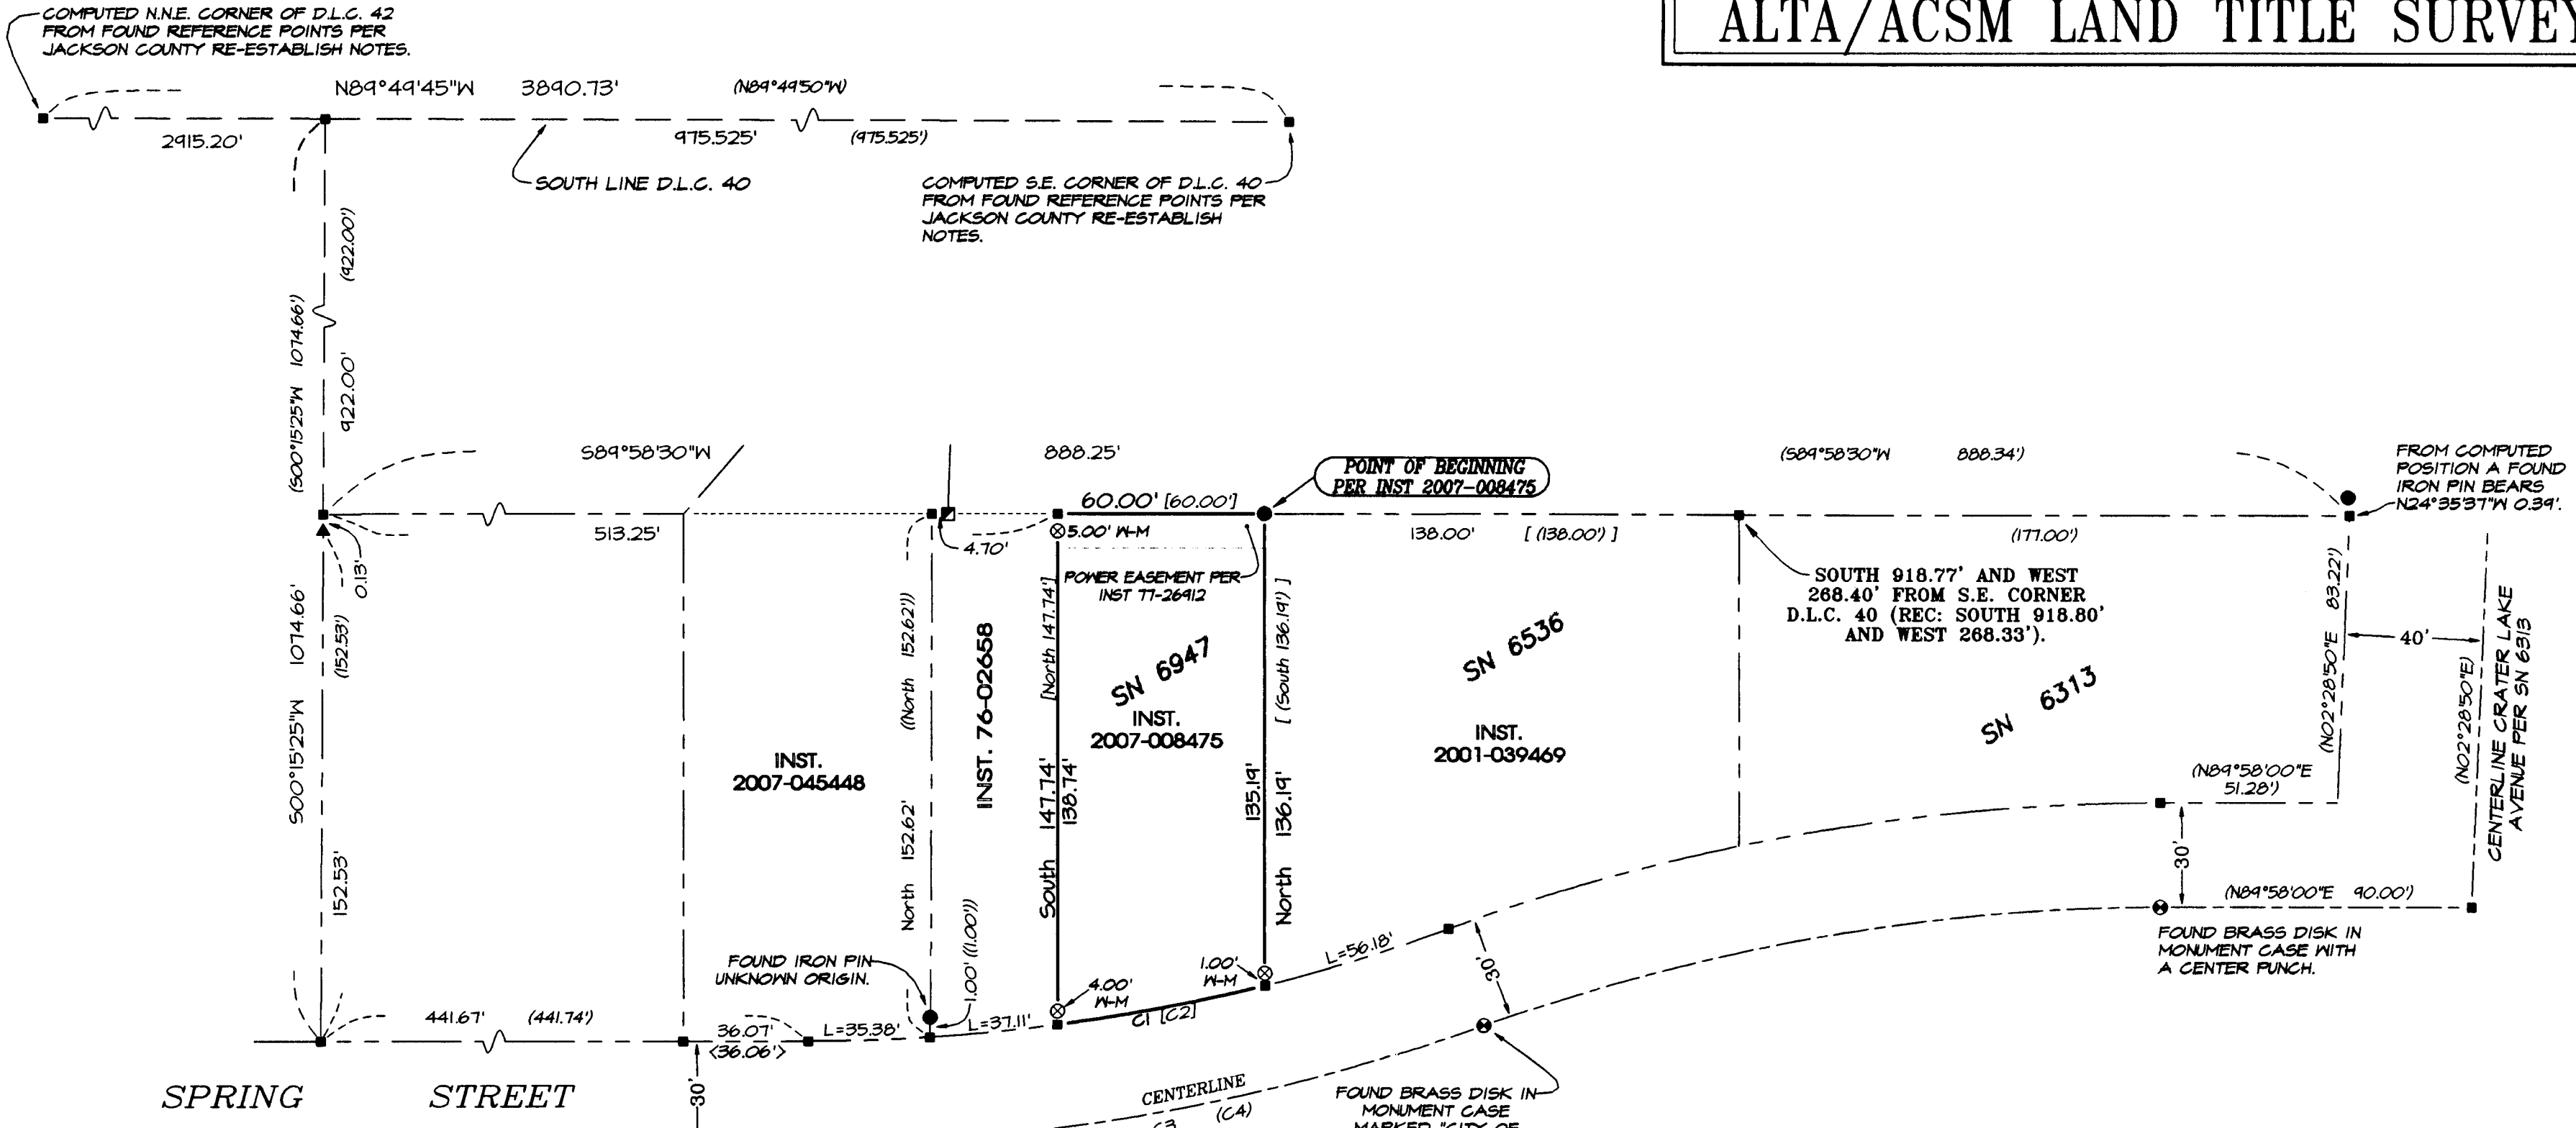 COMPUTED N.N.E. CORNER OF D.L.C. 42
FROM FOUND REFERENCE POINTS PER
JACKSON COUNTY RE-ESTABLISH NOTES.
ALTA/ACSM LAND TITLE SURVEY
N89°49'45"W 3890.73' (N89°49'50"W)
2915.20' 975.525' (975.525')
SOUTH LINE D.L.C. 40
COMPUTED S.E. CORNER OF D.L.C. 40
FROM FOUND REFERENCE POINTS PER
JACKSON COUNTY RE-ESTABLISH
NOTES.
(922.00')
922.00'
(S00°15'25"W 1074.66')
S89°58'30"W 888.25'
POINT OF BEGINNING
PER INST 2007-008475
(S89°58'30"W 888.34')
FROM COMPUTED
POSITION A FOUND
IRON PIN BEARS
N24°35'37"W 0.39'.
60.00' [60.00']
513.25'
4.70'
5.00' W-M
138.00' [ (138.00') ]
(177.00')
0.13'
S00°15'25"W 1074.66'
(152.53')
152.53'
POWER EASEMENT PER
INST 77-26912
SOUTH 918.77' AND WEST
268.40' FROM S.E. CORNER
D.L.C. 40 (REC: SOUTH 918.80'
AND WEST 268.33').
((North 152.62'))
North 152.62'
INST. 76-02658
[North 147.74']
South 147.74'
138.74'
SN 6947
INST.
2007-008475
[ (South 136.19') ]
135.19'
North 136.19'
SN 6536
INST.
2001-039469
SN 6313
INST.
2007-045448
(N02°28'50"E 83.22')
40'
(N02°28'50"E)
CENTERLINE CRATER LAKE
AVENUE PER SN 6313
(N89°58'00"E
51.28')
30'
(N89°58'00"E 90.00')
FOUND BRASS DISK IN
MONUMENT CASE WITH
A CENTER PUNCH.
FOUND IRON PIN
UNKNOWN ORIGIN.
1.00' ((1.00'))
4.00'
W-M
1.00'
W-M
L=56.18'
30'
441.67' (441.74')
36.07'
<36.06'>
L=35.38'
L=37.11'
C1 [C2]
SPRING STREET
30'
CENTERLINE
C3 (C4)
FOUND BRASS DISK IN
MONUMENT CASE
MARKED "CITY OF